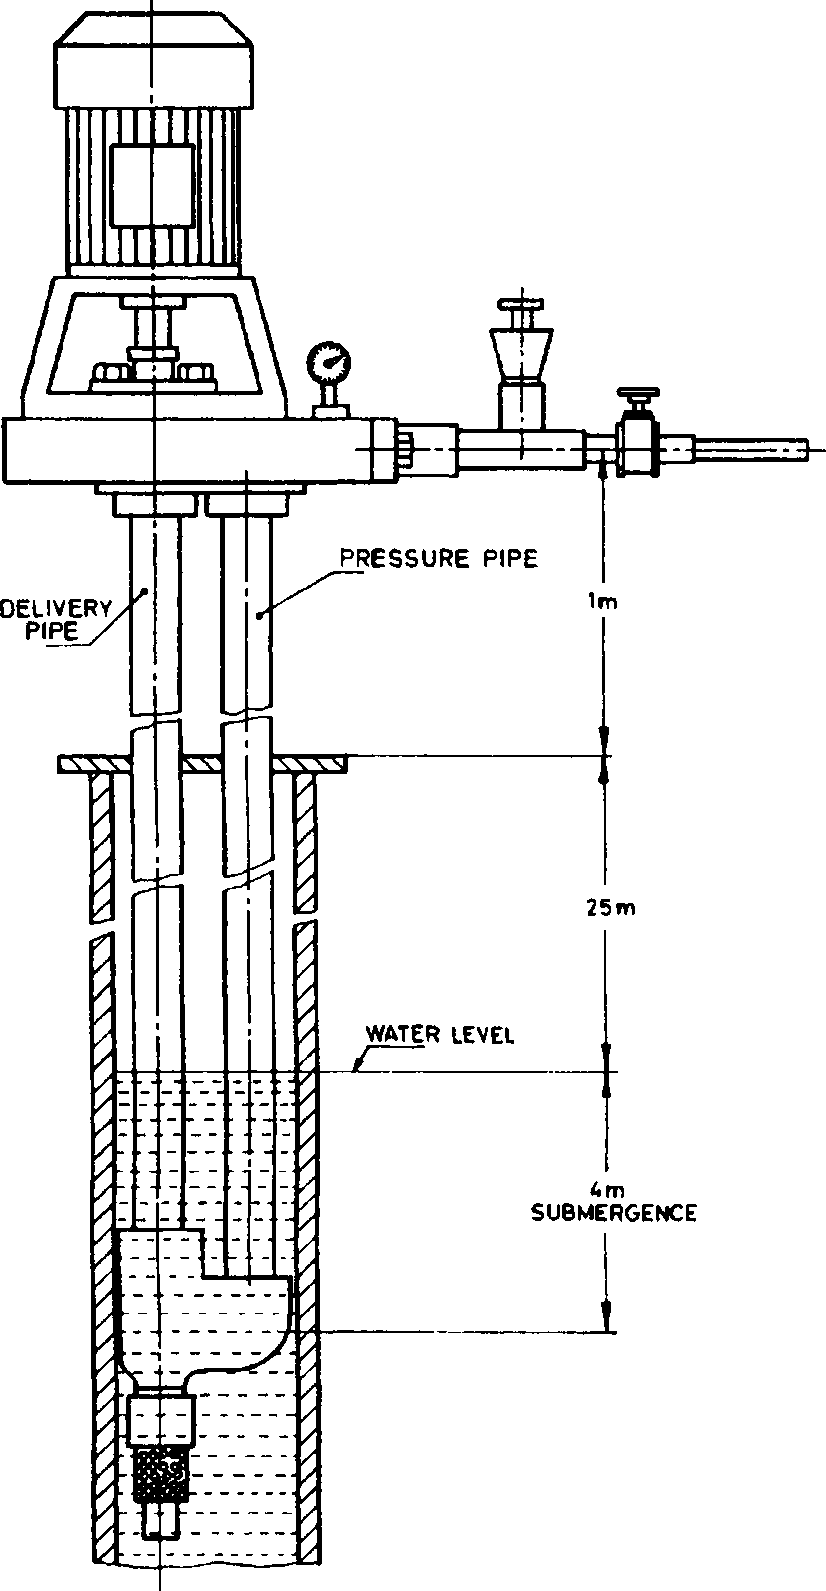 PRESSURE PIPE
DELIVERY
PIPE
1m
25m
WATER LEVEL
4m
SUBMERGENCE